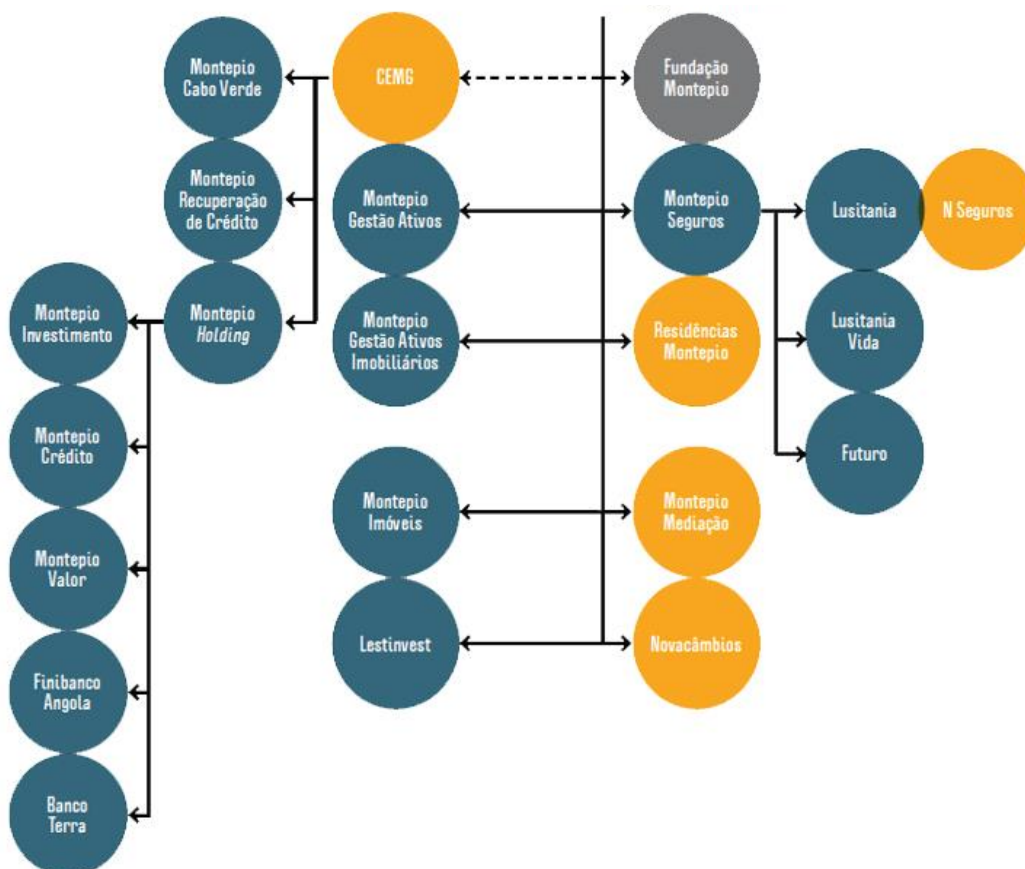 Montepio
Cabo Verde
CEMG
Fundação
Montepio
Montepio
Recuperação
de Crédito
Montepio
Gestão Ativos
Montepio
Seguros
Lusitania
N Seguros
Montepio
Investimento
Montepio
Holding
Montepio
Gestão Ativos
Imobiliários
Residências
Montepio
Lusitania
Vida
Montepio
Crédito
Futuro
Montepio
Imóveis
Montepio
Mediação
Montepio
Valor
Lestinvest
Novacâmbios
Finibanco
Angola
Banco
Terra